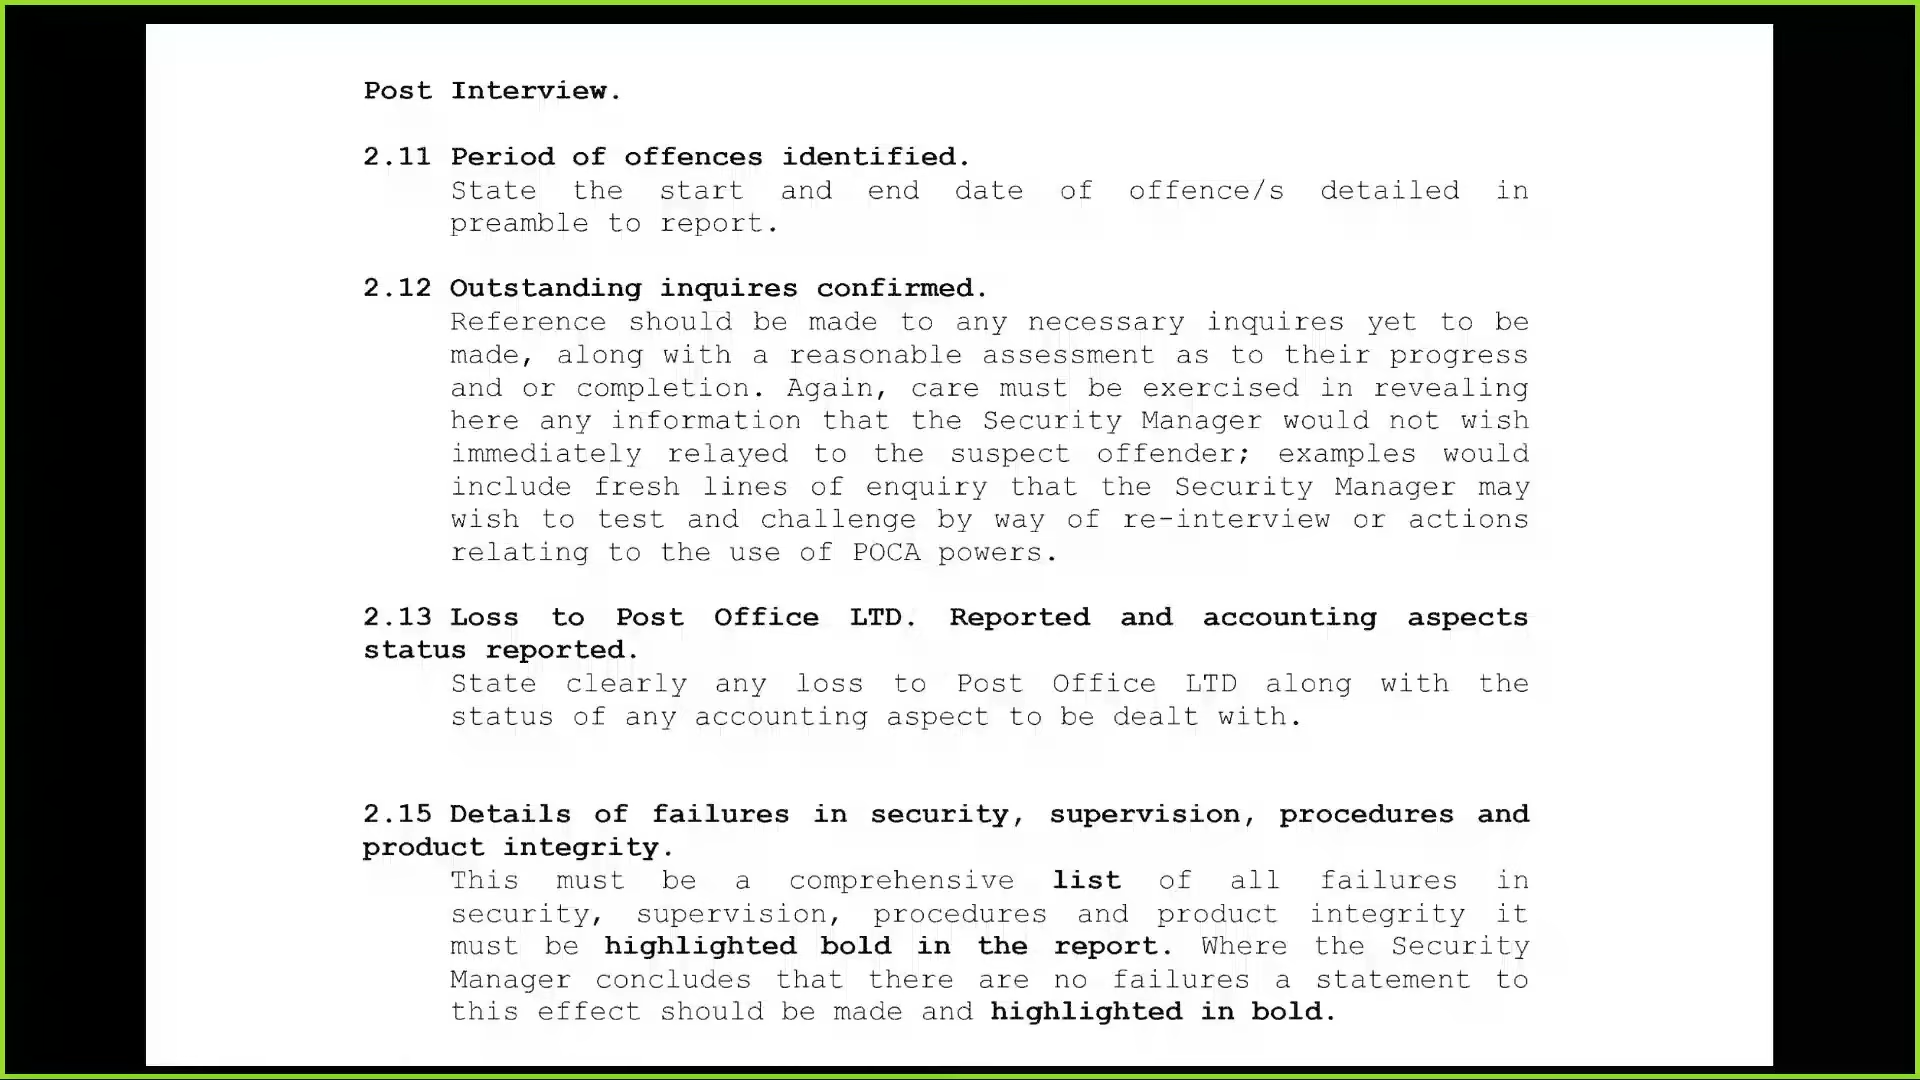 Post Interview.
2.11 Period of offences identified.
State the start and end date of offence/s detailed in
preamble to report.
2.12 Outstanding inquires confirmed.
Reference should be made to any necessary inquires yet to be
made, along with a reasonable assessment as to their progress
and or completion. Again, care must be exercised in revealing
here any information that the Security Manager would not wish
immediately relayed to the suspect offender; examples would
include fresh lines of enquiry that the Security Manager may
wish to test and challenge by way of re-interview or actions
relating to the use of POCA powers.
2.13 Loss to Post Office LTD. Reported and accounting aspects
status reported.
State clearly any loss to Post Office LTD along with the
status of any accounting aspect to be dealt with.
2.15 Details of failures in security, supervision, procedures and
product integrity.
This must be a comprehensive list of all failures in
security, supervision, procedures and product integrity it
must be highlighted bold in the report. Where the Security
Manager concludes that there are no failures a statement to
this effect should be made and highlighted in bold.